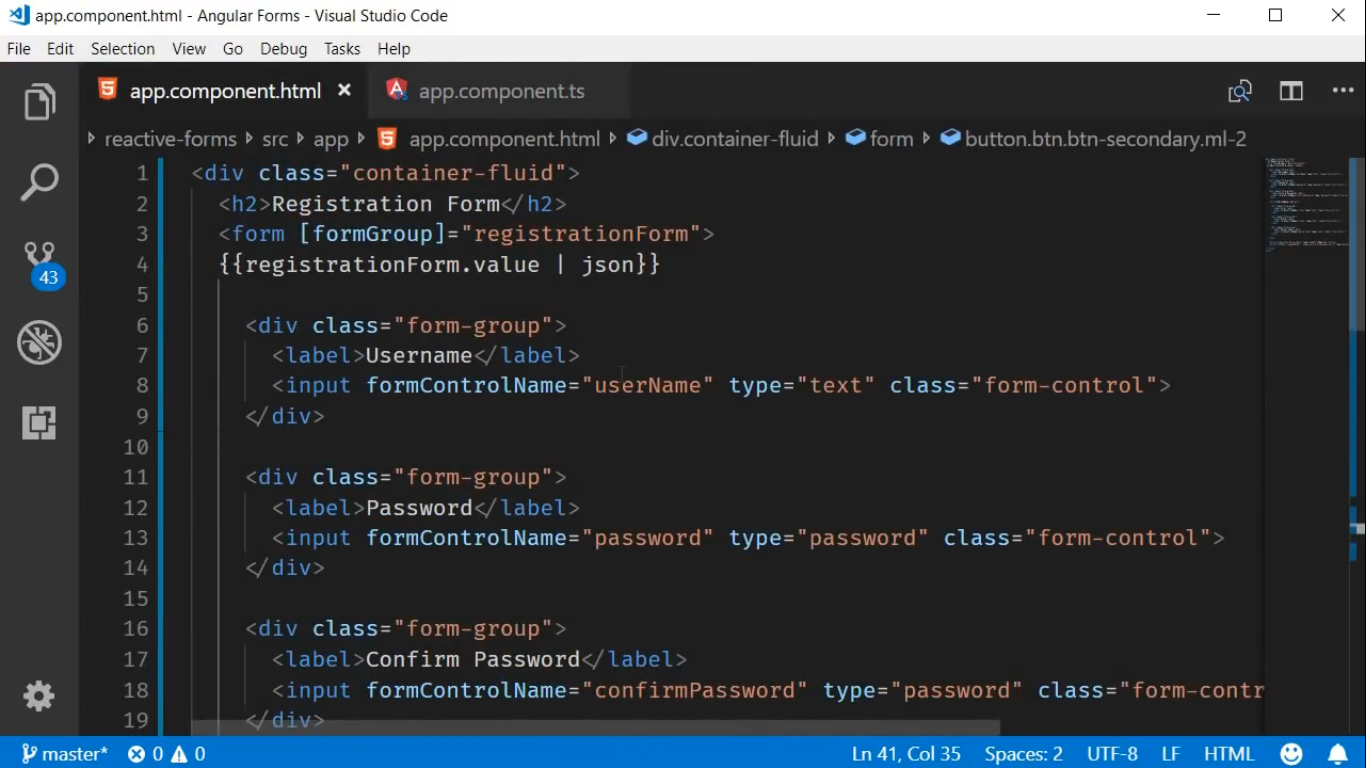 app.component.html - Angular Forms - Visual Studio Code
File Edit Selection View Go Debug Tasks Help
app.component.html app.component.ts
reactive-forms src app app.component.html div.container-fluid form button.btn.btn-secondary.ml-2
1 <div class="container-fluid">
2 <h2>Registration Form</h2>
3 <form [formGroup]="registrationForm">
4 {{registrationForm.value | json}}
5
6 <div class="form-group">
7 <label>Username</label>
8 <input formControlName="userName" type="text" class="form-control">
9 </div>
10
11 <div class="form-group">
12 <label>Password</label>
13 <input formControlName="password" type="password" class="form-control">
14 </div>
15
16 <div class="form-group">
17 <label>Confirm Password</label>
18 <input formControlName="confirmPassword" type="password" class="form-contr
19 </div>
43
master* 0 0 Ln 41, Col 35 Spaces: 2 UTF-8 LF HTML